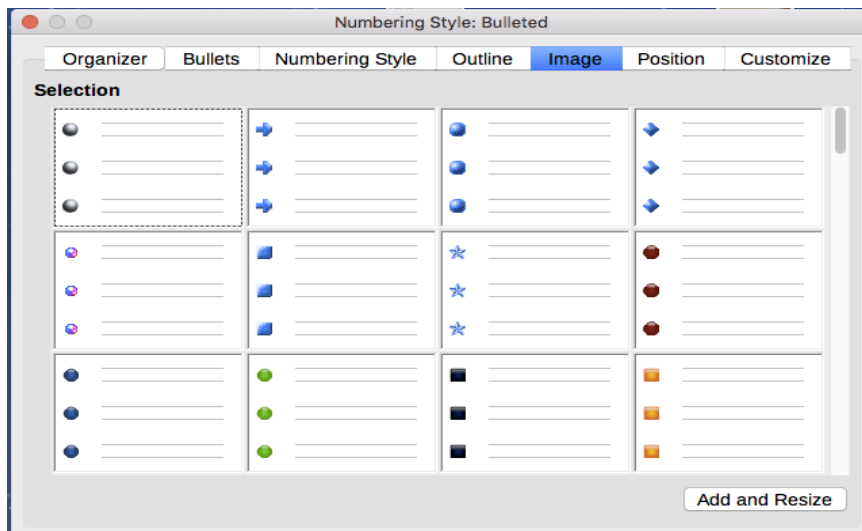 Numbering Style: Bulleted
Organizer Bullets Numbering Style Outline Image Position Customize
Selection
Add and Resize